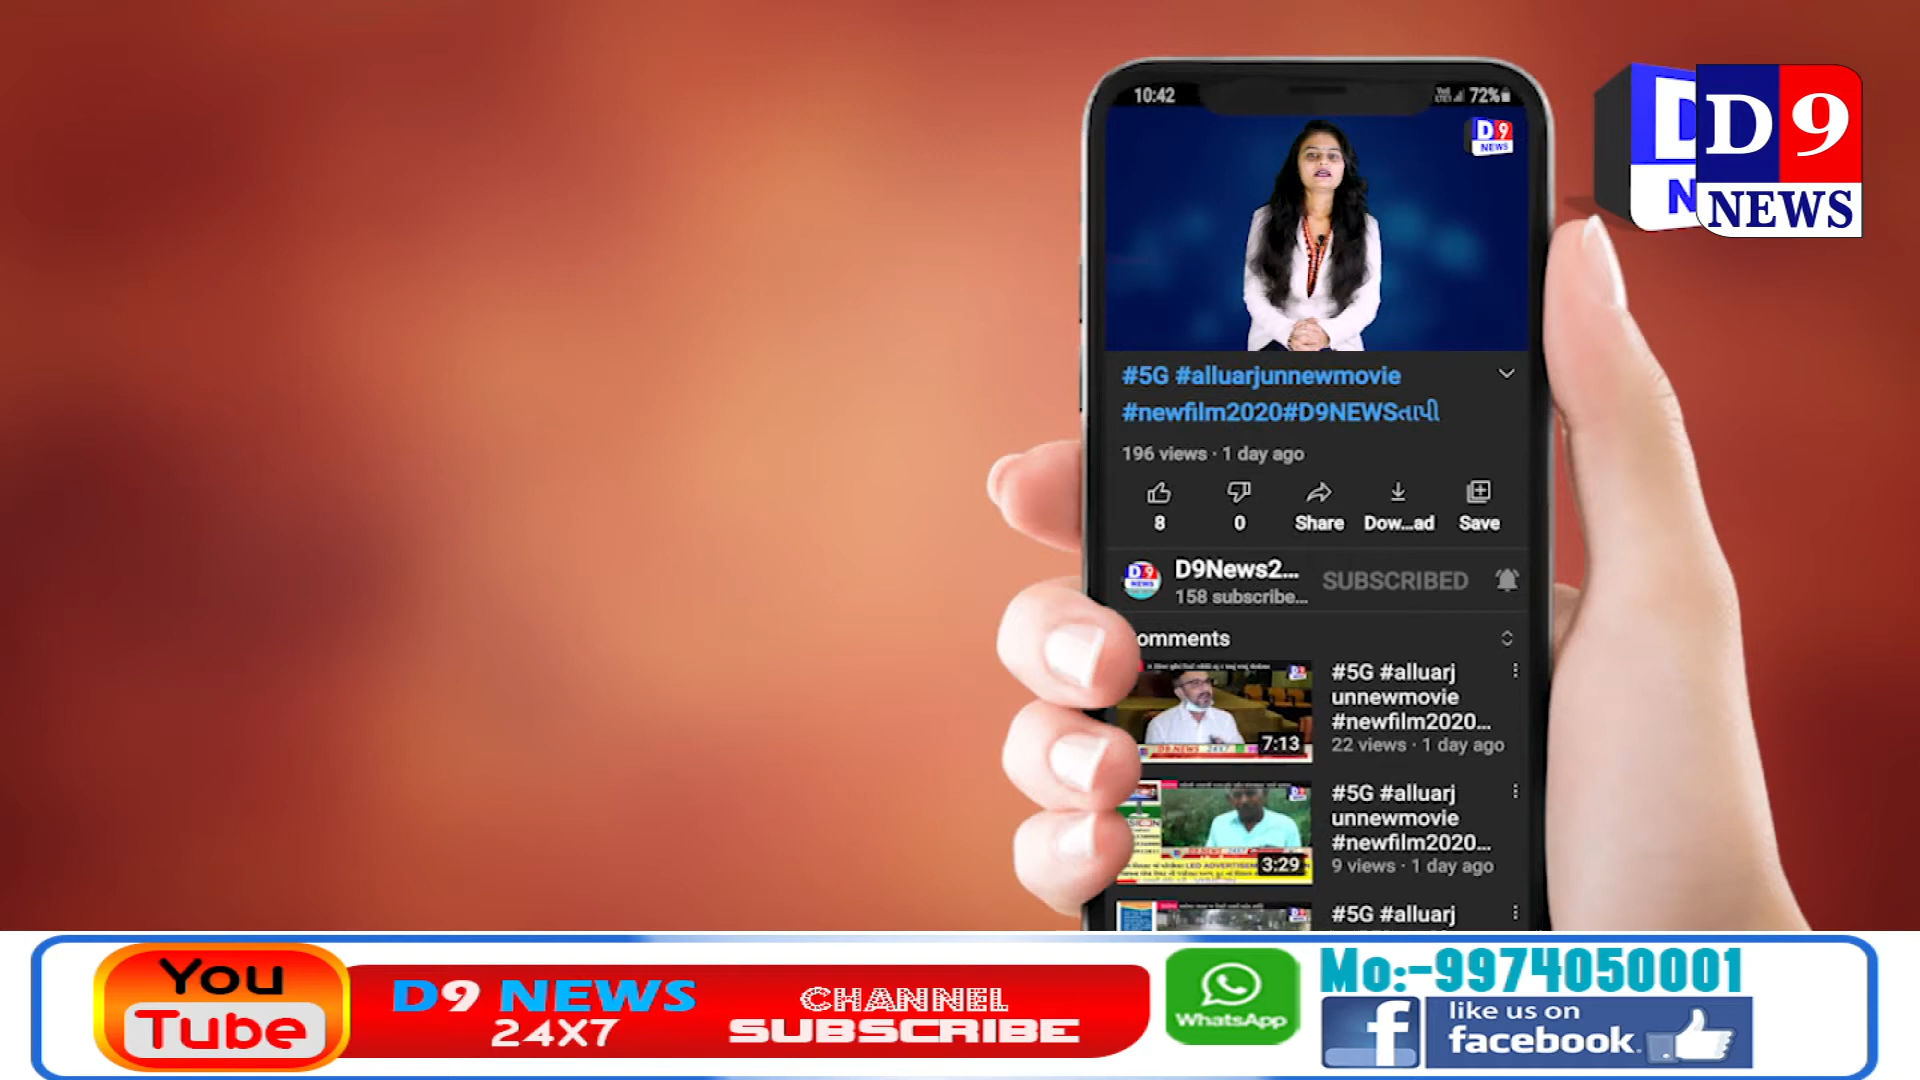 10:42
72%
D9
NEWS
D
N
D9
NEWS
#5G #alluarjunnewmovie
#newfilm2020#D9NEWSતાપી
196 views · 1 day ago
8
0
Share
Dow...ad
Save
D9
NEWS
D9News2...
158 subscribe...
SUBSCRIBED
omments
#5G #alluarj
unnewmovie
#newfilm2020...
22 views · 1 day ago
7:13
#5G #alluarj
unnewmovie
#newfilm2020...
9 views · 1 day ago
3:29
#5G #alluarj
You
Tube
D9 NEWS
24X7
CHANNEL
SUBSCRIBE
WhatsApp
Mo:-9974050001
f
like us on
facebook.